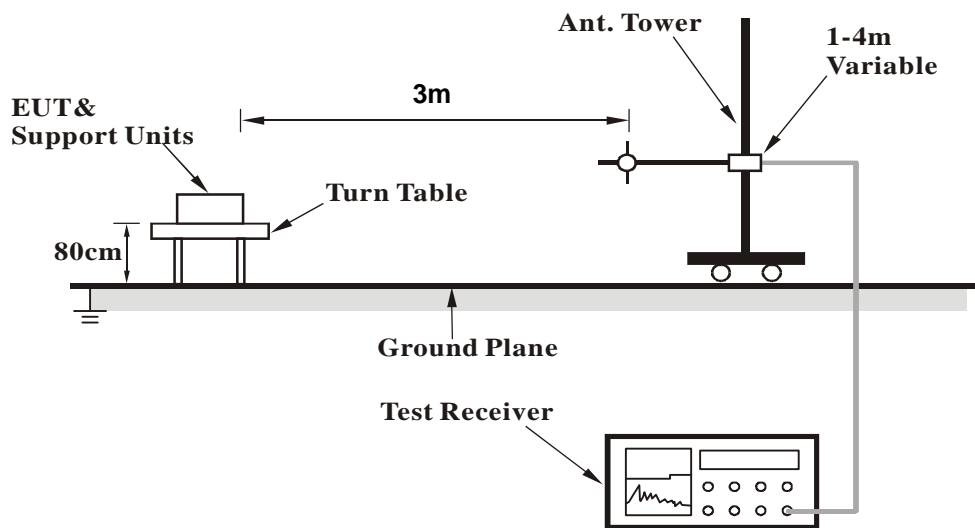 Ant. Tower
1-4m
Variable
3m
EUT&
Support Units
Turn Table
80cm
Ground Plane
Test Receiver